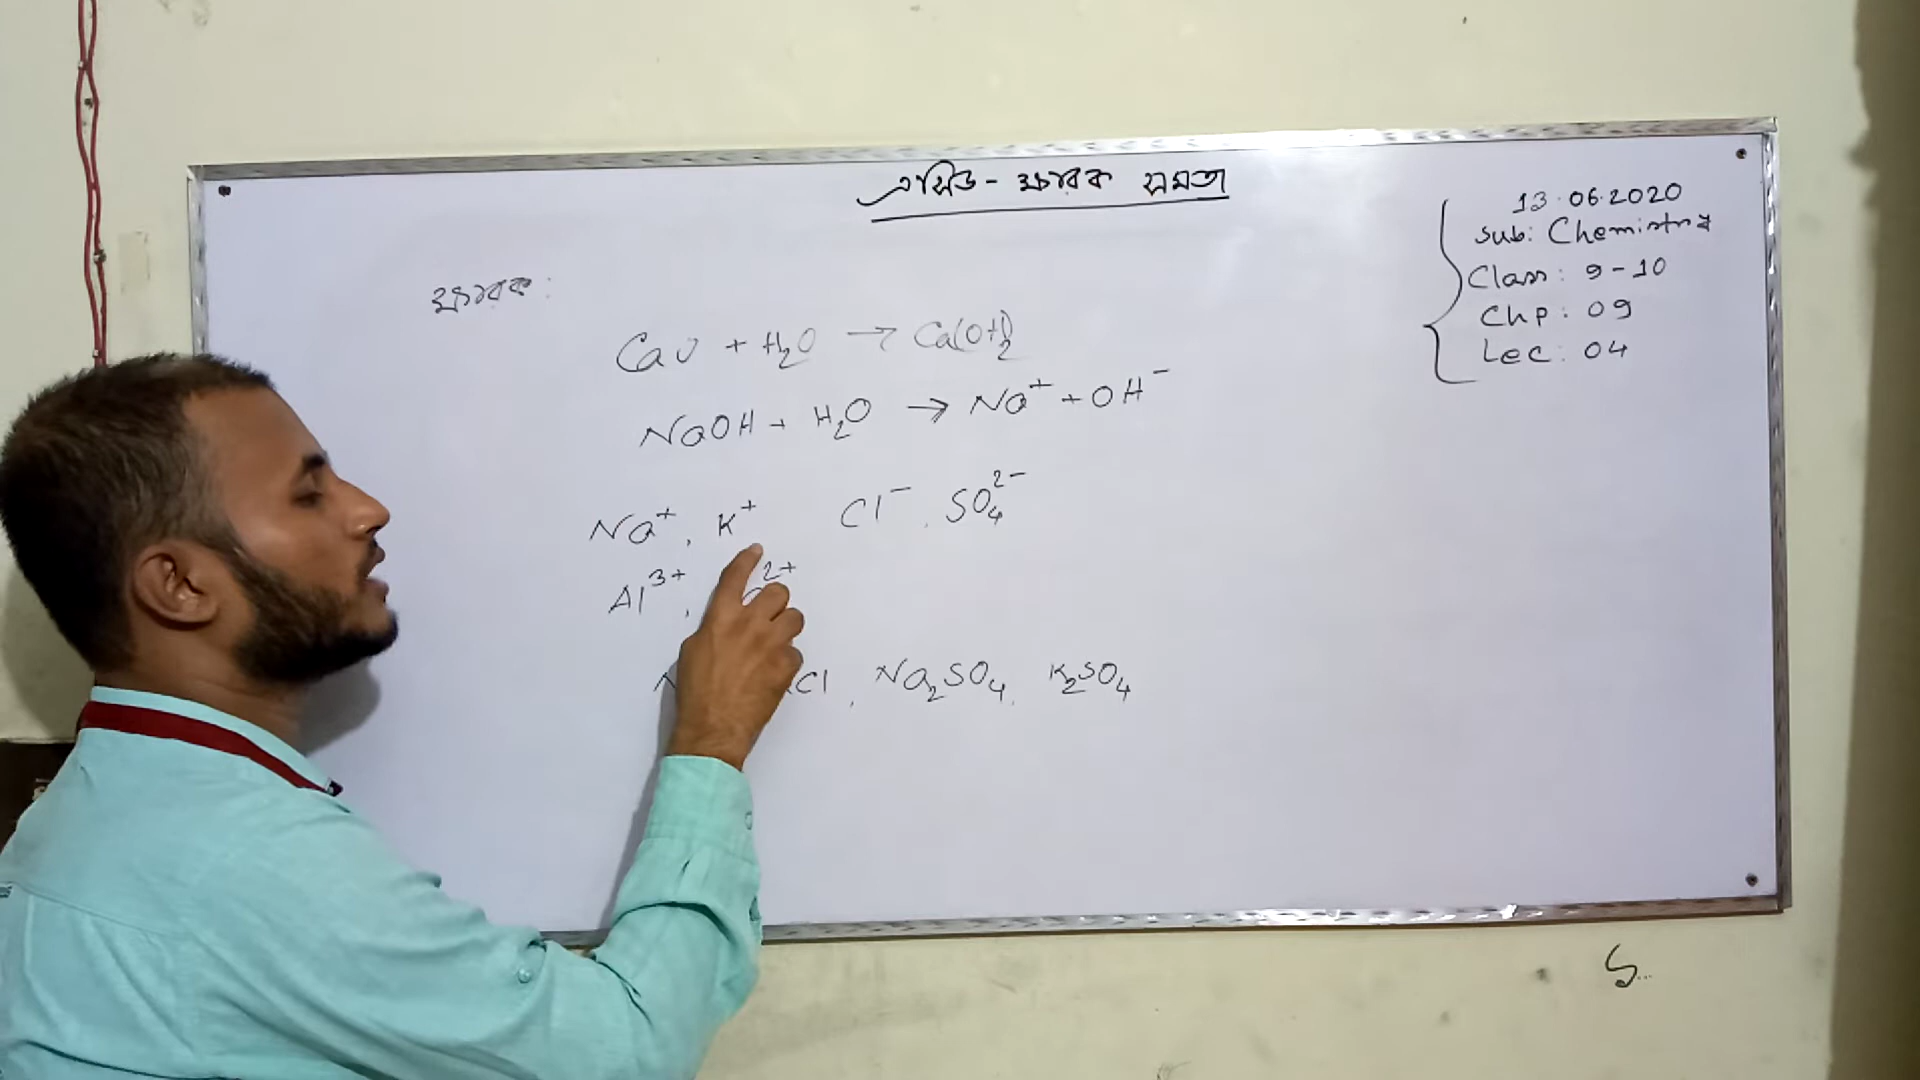 এসিড - ক্ষারক সমতা
13.06.2020
Sub: Chemistry
Class: 9-10
Chp: 09
Lec: 04
ক্ষারক:
CaO + H₂O → Ca(OH)₂
NaOH + H₂O → Na⁺ + OH⁻
Na⁺, K⁺ Cl⁻, SO₄²⁻
Al³⁺, 2+
N Cl, Na₂SO₄, K₂SO₄
S...